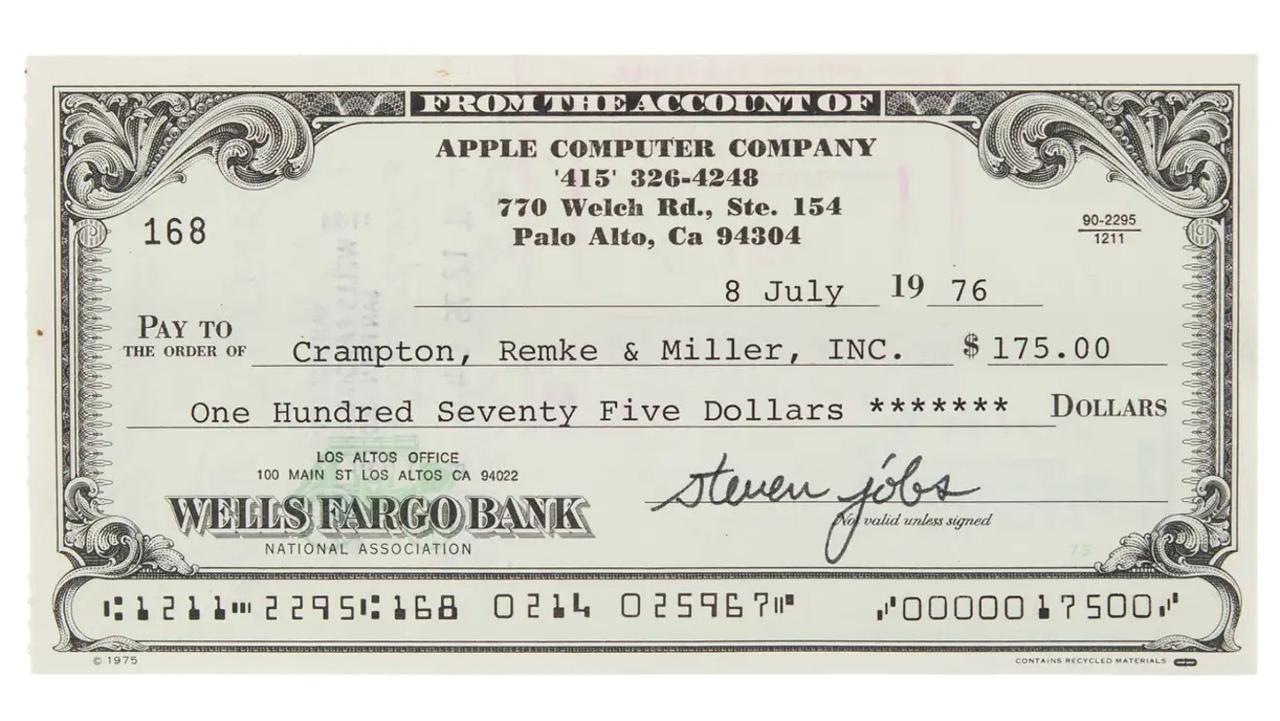 FROM THE ACCOUNT OF
APPLE COMPUTER COMPANY
'415' 326-4248
770 Welch Rd., Ste. 154
Palo Alto, Ca 94304
168
90-2295
1211
8 July 19 76
PAY TO
THE ORDER OF Crampton, Remke & Miller, INC. $ 175.00
One Hundred Seventy Five Dollars ******* DOLLARS
LOS ALTOS OFFICE
100 MAIN ST LOS ALTOS CA 94022
WELLS FARGO BANK
NATIONAL ASSOCIATION
steven jobs
Not valid unless signed
75
⑆1211⑉2295⑆168 0214 025967⑈ ⑇0000017500⑇
© 1975
CONTAINS RECYCLED MATERIALS